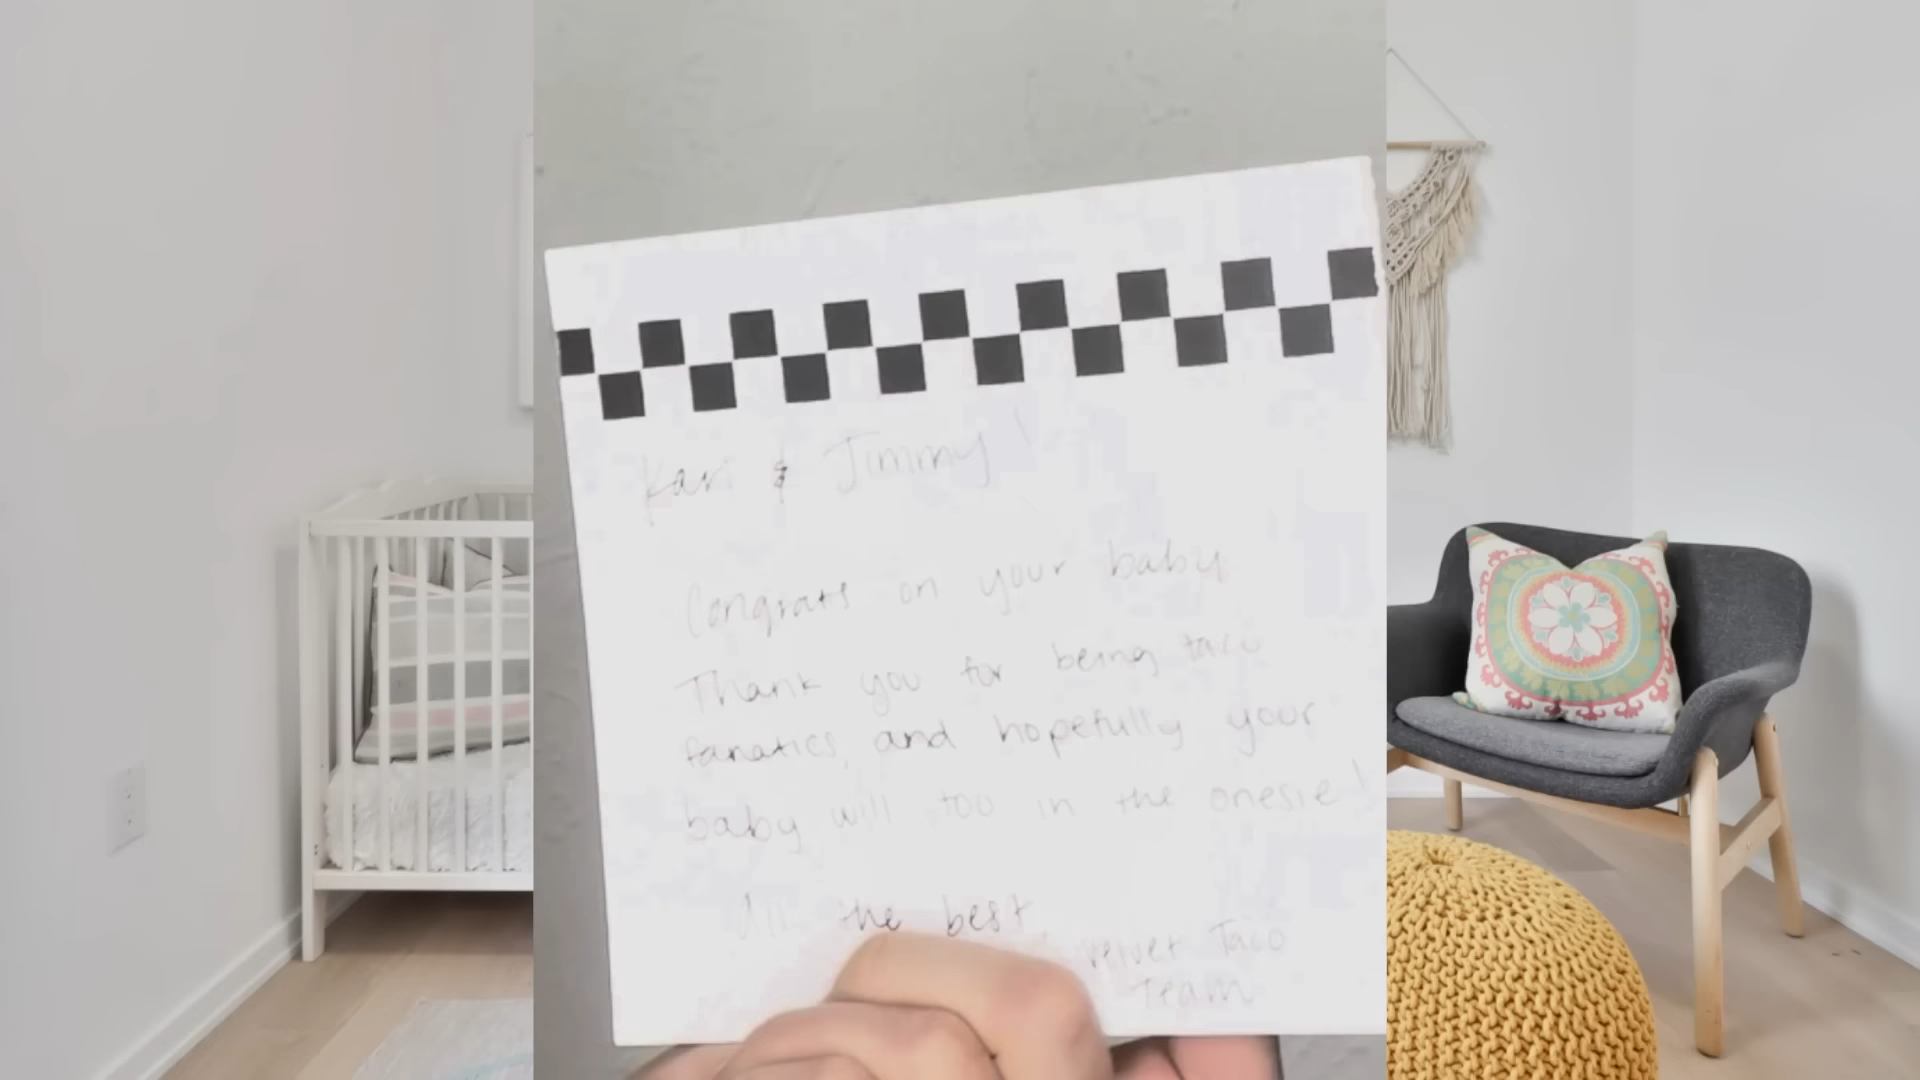 Kari & Jimmy!
Congrats on your baby
Thank you for being taco
fanatics, and hopefully your
baby will too in the onesie!
All the best,
Velvet Taco
Team